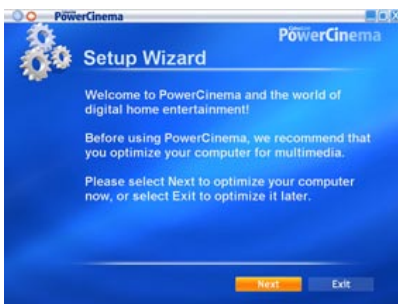 PowerCinema
PowerCinema
Setup Wizard
Welcome to PowerCinema and the world of
digital home entertainment!
Before using PowerCinema, we recommend that
you optimize your computer for multimedia.
Please select Next to optimize your computer
now, or select Exit to optimize it later.
Next Exit